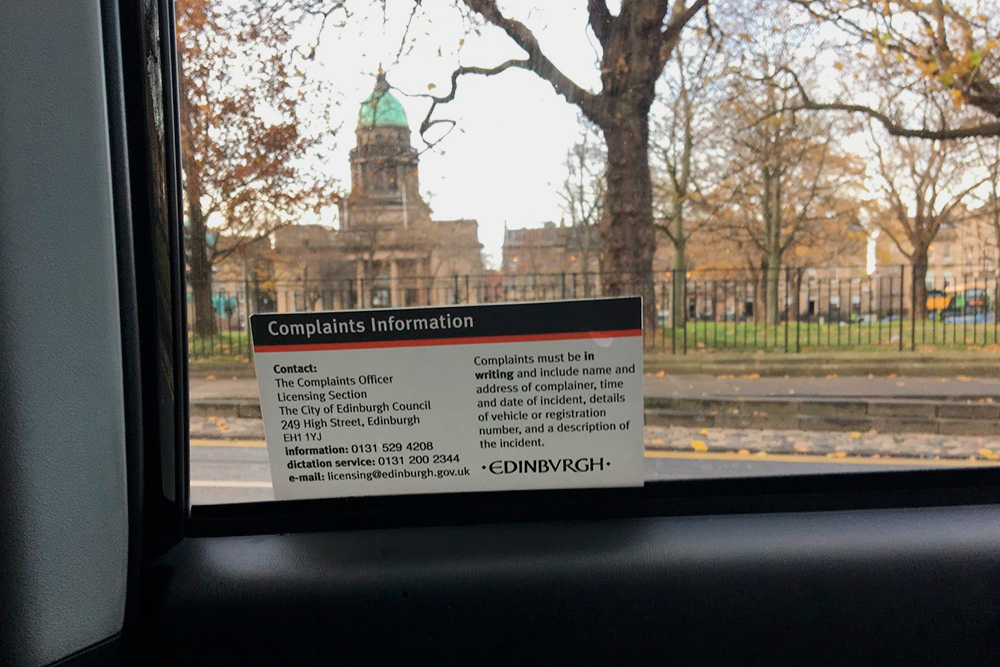 Complaints Information
Contact:
The Complaints Officer
Licensing Section
The City of Edinburgh Council
249 High Street, Edinburgh
EH1 1YJ
information: 0131 529 4208
dictation service: 0131 200 2344
e-mail: licensing@edinburgh.gov.uk
Complaints must be in
writing and include name and
address of complainer, time
and date of incident, details
of vehicle or registration
number, and a description of
the incident.
·EDINBVRGH·